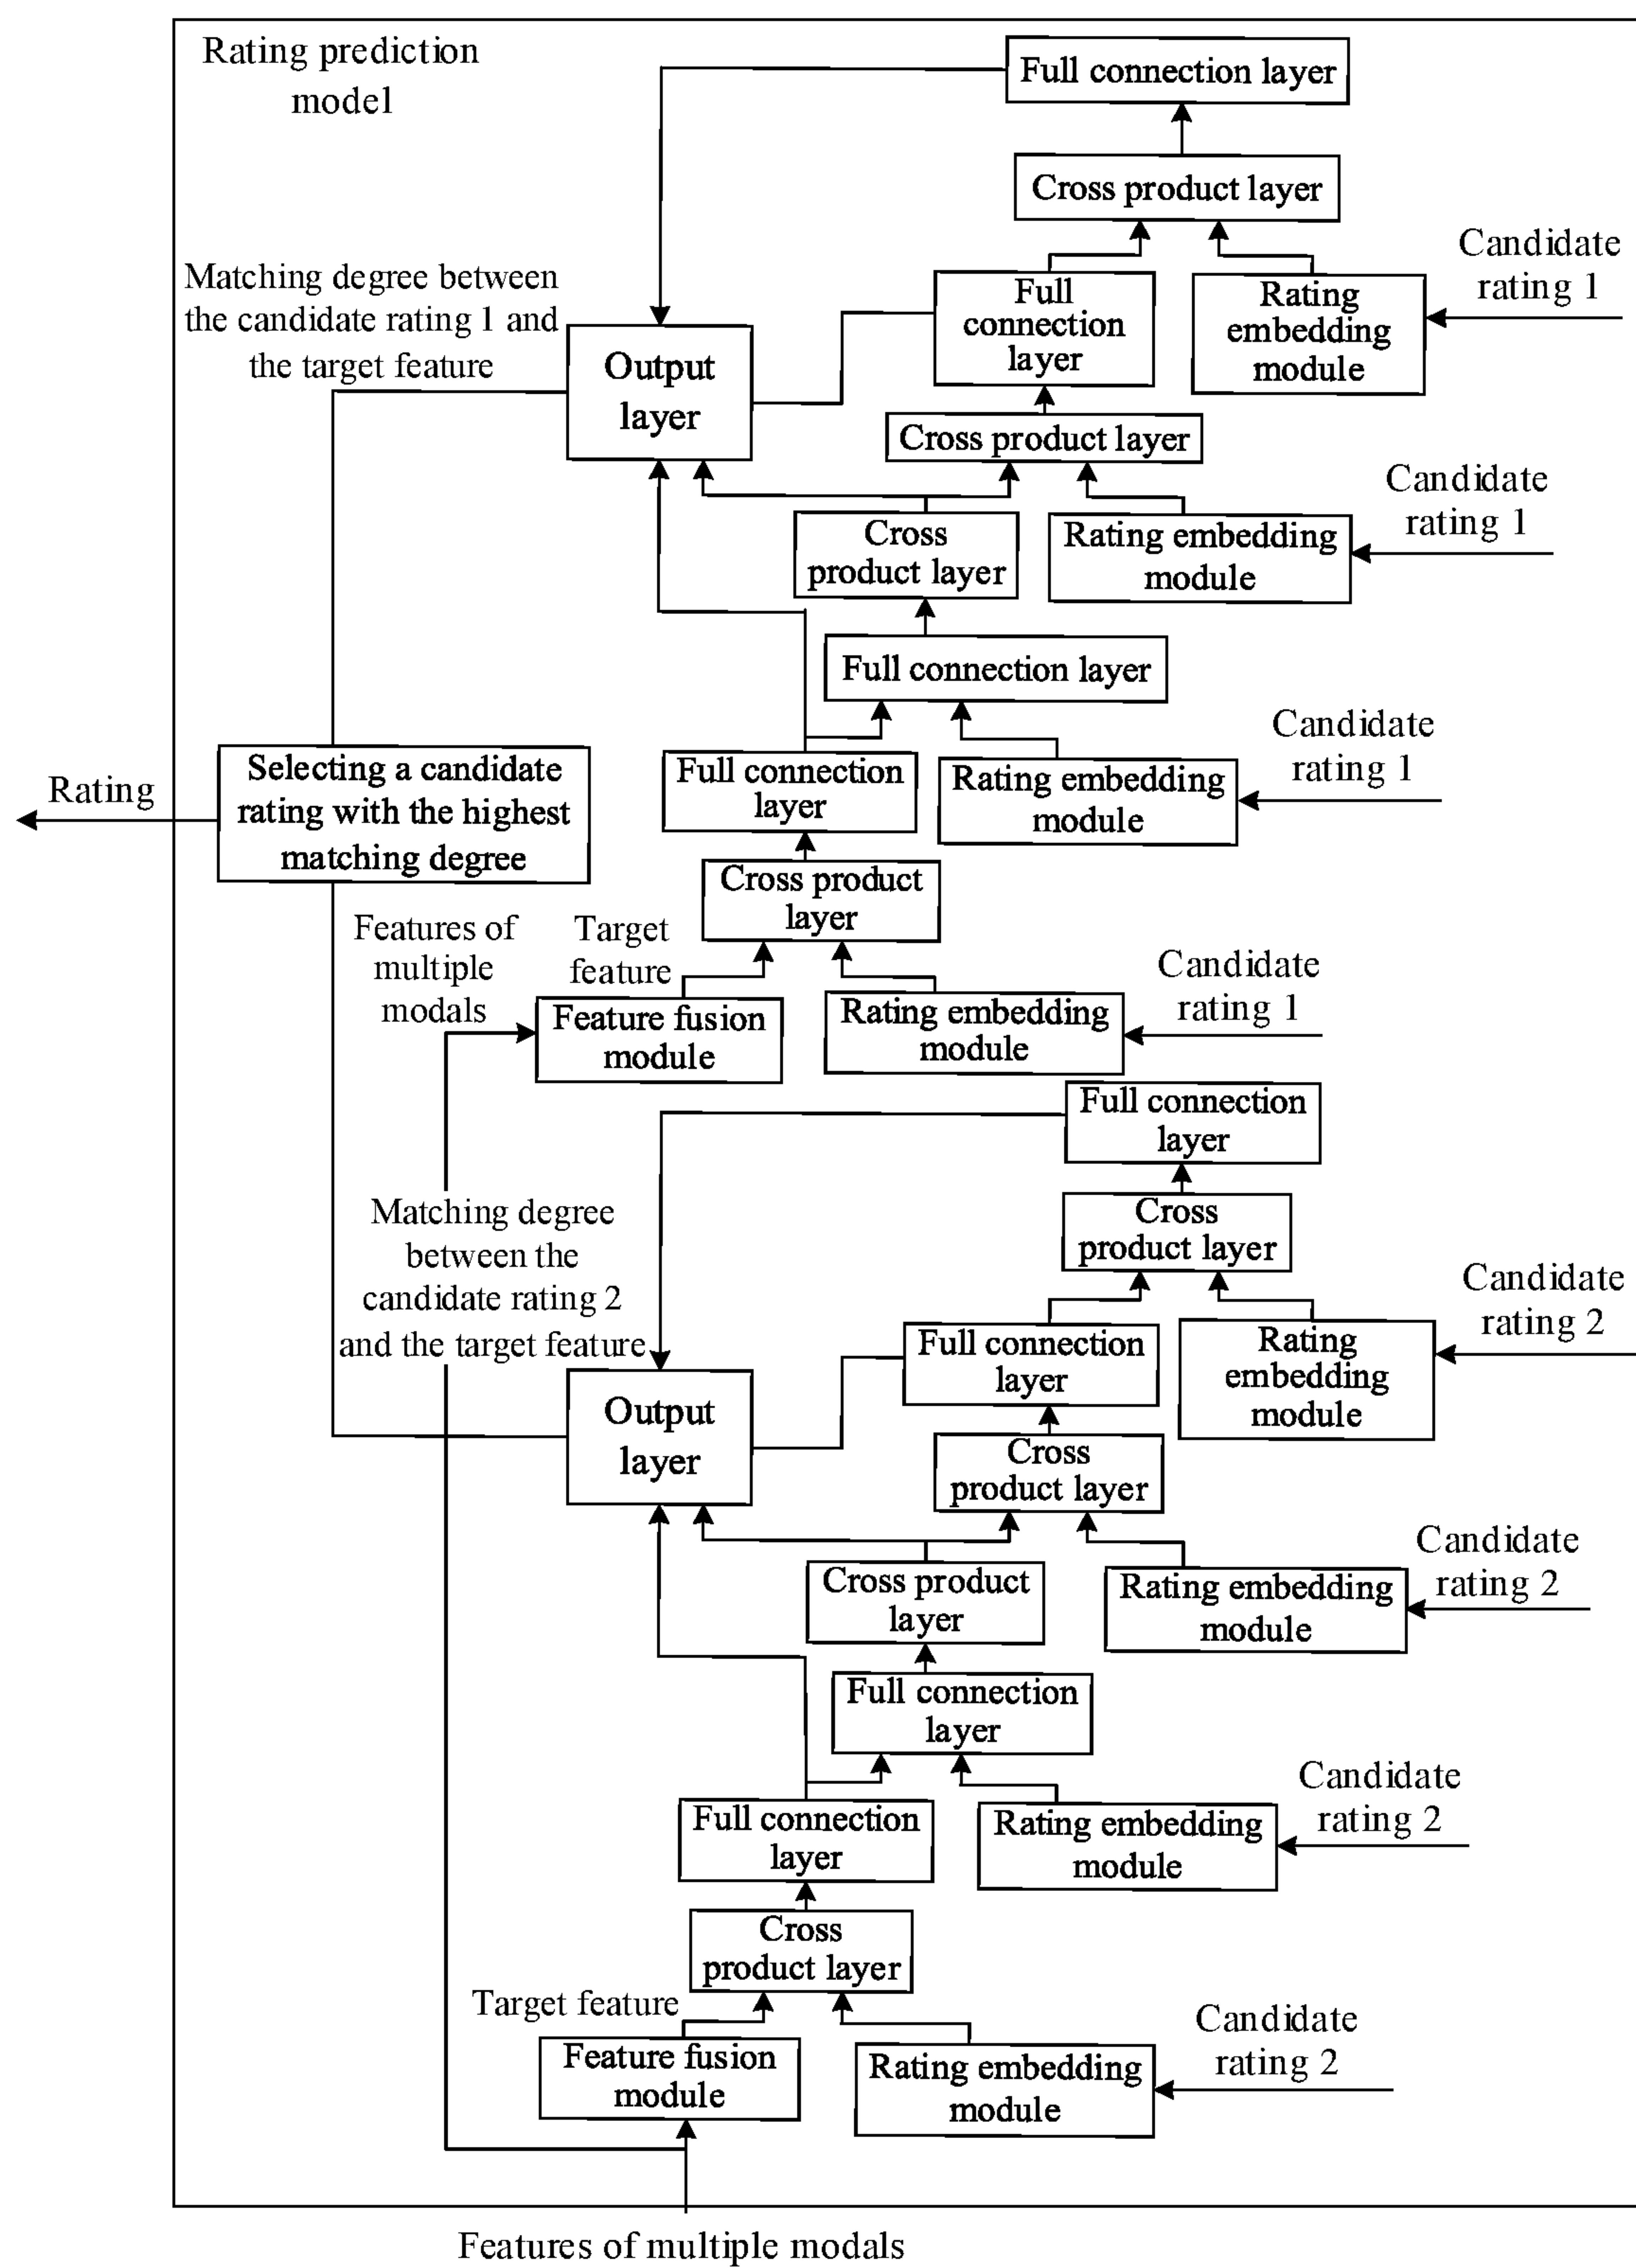 Rating prediction
model
Full connection layer
Cross product layer
Candidate
rating 1
Matching degree between
the candidate rating 1 and
the target feature
Full
connection
layer
Rating
embedding
module
Output
layer
Cross product layer
Candidate
rating 1
Cross
product layer
Rating embedding
module
Full connection layer
Candidate
rating 1
Rating
Selecting a candidate
rating with the highest
matching degree
Full connection
layer
Rating embedding
module
Cross product
layer
Features of
multiple
modals
Target
feature
Candidate
rating 1
Feature fusion
module
Rating embedding
module
Full connection
layer
Matching degree
between the
candidate rating 2
and the target feature
Cross
product layer
Candidate
rating 2
Full connection
layer
Rating
embedding
module
Output
layer
Cross
product layer
Candidate
rating 2
Cross product
layer
Rating embedding
module
Full connection
layer
Candidate
rating 2
Full connection
layer
Rating embedding
module
Cross
product layer
Target feature
Candidate
rating 2
Feature fusion
module
Rating embedding
module
Features of multiple modals